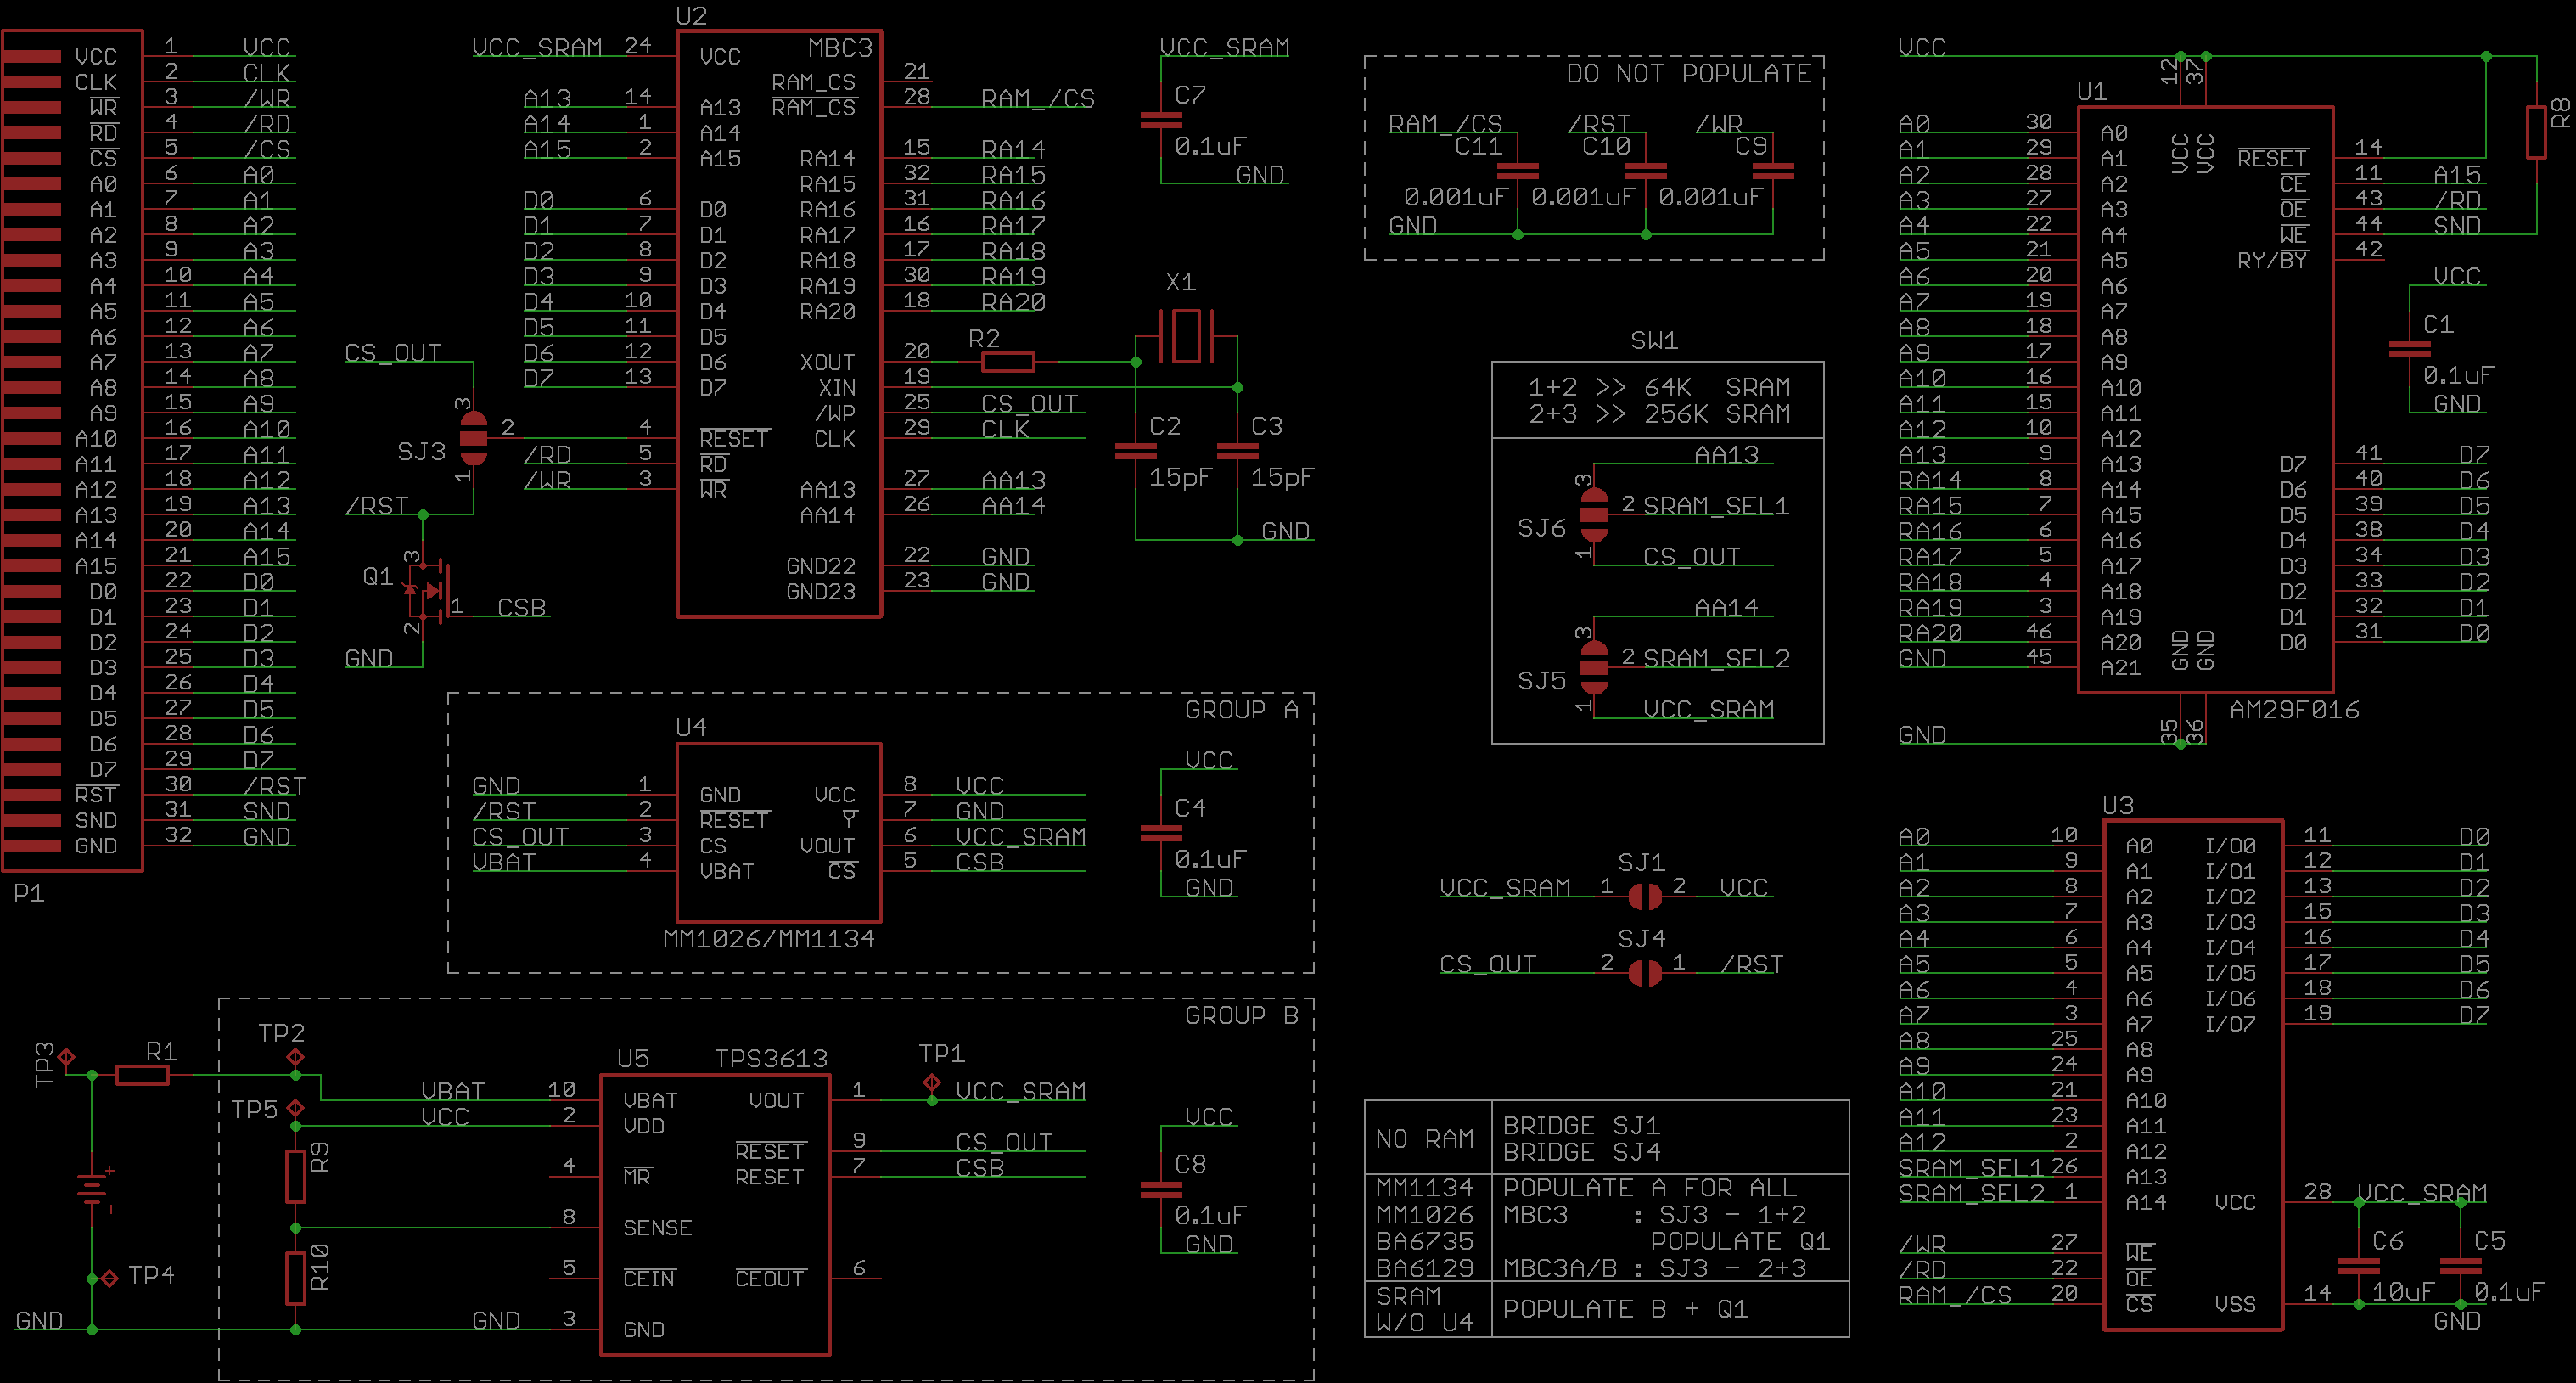 P1
VCC 1 VCC
CLK 2 CLK
WR 3 /WR
RD 4 /RD
CS 5 /CS
A0 6 A0
A1 7 A1
A2 8 A2
A3 9 A3
A4 10 A4
A5 11 A5
A6 12 A6
A7 13 A7
A8 14 A8
A9 15 A9
A10 16 A10
A11 17 A11
A12 18 A12
A13 19 A13
A14 20 A14
A15 21 A15
D0 22 D0
D1 23 D1
D2 24 D2
D3 25 D3
D4 26 D4
D5 27 D5
D6 28 D6
D7 29 D7
RST 30 /RST
SND 31 SND
GND 32 GND
CS_OUT
3
SJ3 2
1
/RST
3
Q1
1 CSB
2
GND
U2
MBC3
VCC_SRAM 24 VCC
A13 14 A13
A14 1 A14
A15 2 A15
D0 6 D0
D1 7 D1
D2 8 D2
D3 9 D3
D4 10 D4
D5 11 D5
D6 12 D6
D7 13 D7
4 RESET
/RD 5 RD
/WR 3 WR
RAM_CS 21
RAM_CS 28 RAM_/CS
RA14 15 RA14
RA15 32 RA15
RA16 31 RA16
RA17 16 RA17
RA18 17 RA18
RA19 30 RA19
RA20 18 RA20
XOUT 20 R2
XIN 19
/WP 25 CS_OUT
CLK 29 CLK
AA13 27 AA13
AA14 26 AA14
GND22 22 GND
GND23 23 GND
X1
C2 C3
15pF 15pF
GND
VCC_SRAM
C7
0.1uF
GND
DO NOT POPULATE
RAM_/CS /RST /WR
C11 C10 C9
0.001uF 0.001uF 0.001uF
GND
SW1
1+2 >> 64K SRAM
2+3 >> 256K SRAM
AA13
3
SJ6 2 SRAM_SEL1
1
CS_OUT
AA14
3
SJ5 2 SRAM_SEL2
1
VCC_SRAM
SJ1
VCC_SRAM 1 2 VCC
SJ4
CS_OUT 2 1 /RST
GROUP A
U4
GND 1 GND VCC 8 VCC
/RST 2 RESET Y 7 GND
CS_OUT 3 CS VOUT 6 VCC_SRAM
VBAT 4 VBAT CS 5 CSB
MM1026/MM1134
VCC
C4
0.1uF
GND
GROUP B
TP3 R1 TP2
TP5
R9
R10
+
-
TP4
GND
U5 TPS3613
VBAT 10 VBAT VOUT 1 TP1 VCC_SRAM
VCC 2 VDD
RESET 9 CS_OUT
4 MR RESET 7 CSB
8 SENSE
5 CEIN CEOUT 6
GND 3 GND
VCC
C8
0.1uF
GND
NO RAM
BRIDGE SJ1
BRIDGE SJ4
MM1134 POPULATE A FOR ALL
MM1026 MBC3 : SJ3 - 1+2
BA6735 POPULATE Q1
BA6129 MBC3A/B : SJ3 - 2+3
SRAM
W/O U4
POPULATE B + Q1
VCC
12 37
VCC VCC
U1
R8
A0 30 A0
A1 29 A1
A2 28 A2
A3 27 A3
A4 22 A4
A5 21 A5
A6 20 A6
A7 19 A7
A8 18 A8
A9 17 A9
A10 16 A10
A11 15 A11
A12 10 A12
A13 9 A13
RA14 8 A14
RA15 7 A15
RA16 6 A16
RA17 5 A17
RA18 4 A18
RA19 3 A19
RA20 46 A20
GND 45 A21
RESET 14
CE 11 A15
OE 43 /RD
WE 44 SND
RY/BY 42
D7 41 D7
D6 40 D6
D5 39 D5
D4 38 D4
D3 34 D3
D2 33 D2
D1 32 D1
D0 31 D0
GND GND
35 36
GND
AM29F016
VCC
C1
0.1uF
GND
U3
A0 10 A0
A1 9 A1
A2 8 A2
A3 7 A3
A4 6 A4
A5 5 A5
A6 4 A6
A7 3 A7
A8 25 A8
A9 24 A9
A10 21 A10
A11 23 A11
A12 2 A12
SRAM_SEL1 26 A13
SRAM_SEL2 1 A14
/WR 27 WE
/RD 22 OE
RAM_/CS 20 CS
I/O0 11 D0
I/O1 12 D1
I/O2 13 D2
I/O3 15 D3
I/O4 16 D4
I/O5 17 D5
I/O6 18 D6
I/O7 19 D7
VCC 28 VCC_SRAM
C6 C5
10uF 0.1uF
VSS 14
GND